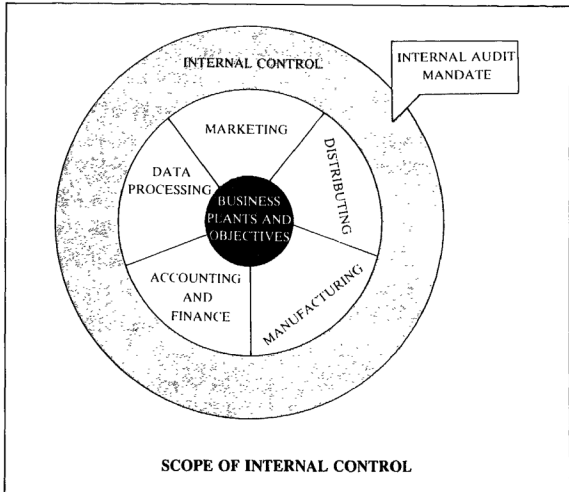 INTERNAL CONTROL
INTERNAL AUDIT
MANDATE
MARKETING
DISTRIBUTING
DATA
PROCESSING
BUSINESS
PLANTS AND
OBJECTIVES
ACCOUNTING
AND
FINANCE
MANUFACTURING
SCOPE OF INTERNAL CONTROL